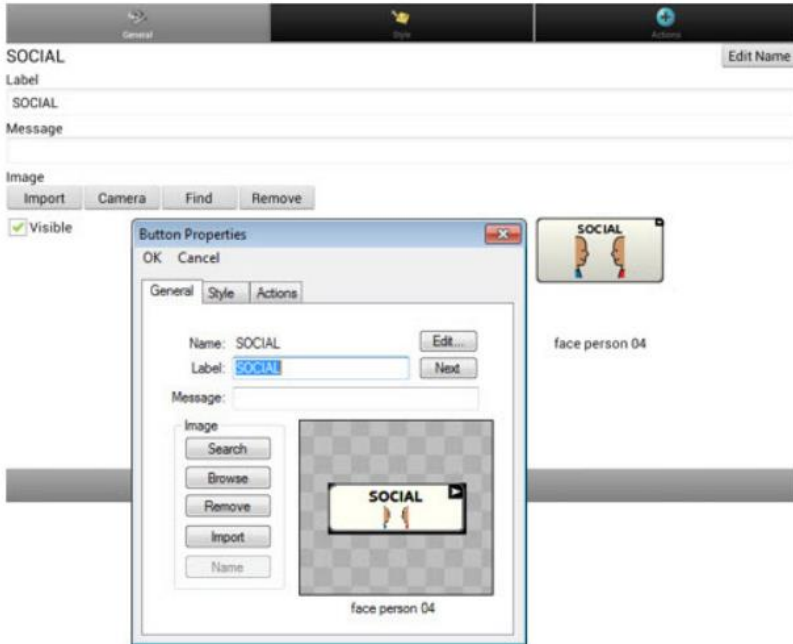 General Style Actions
SOCIAL Edit Name
Label
SOCIAL
Message
Image
Import Camera Find Remove
Visible
SOCIAL
face person 04
Button Properties
OK Cancel
General Style Actions
Name: SOCIAL Edit...
Label: SOCIAL Next
Message:
Image
Search
Browse
Remove
Import
Name
SOCIAL
face person 04